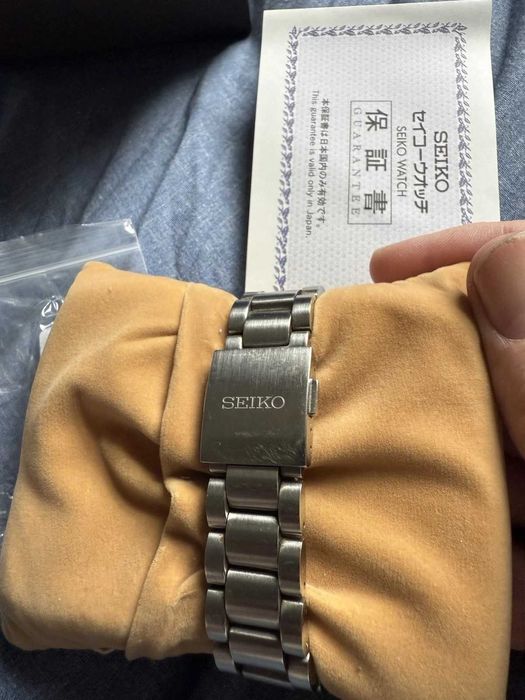 SEIKO
セイコーウオッチ
SEIKO WATCH
保証書
GUARANTEE
本保証書は日本国内のみ有効です。
This guarantee is valid only in Japan.
SEIKO